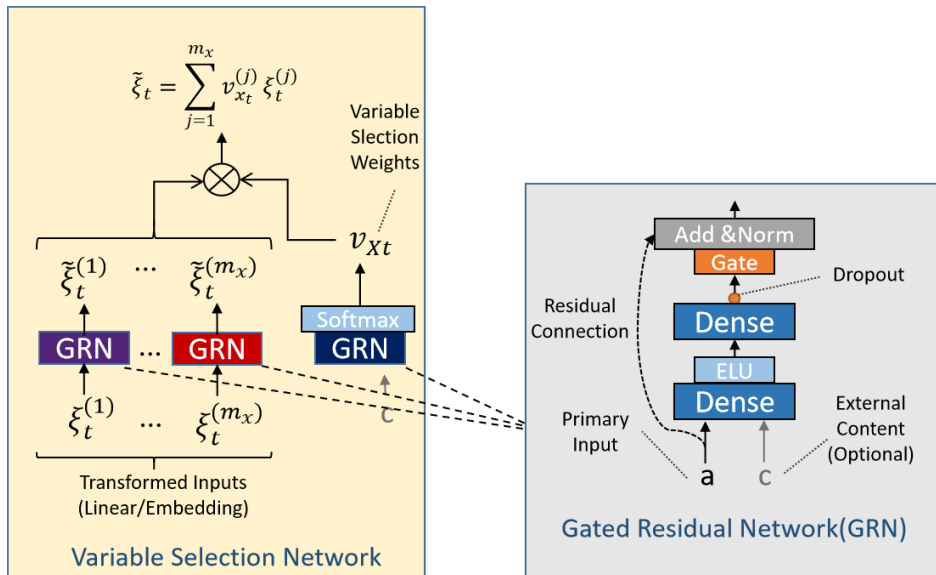 ξ̃_t = ∑_{j=1}^{m_x} v_{x_t}^{(j)} ξ_t^{(j)}
Variable
Slection
Weights
v_{Xt}
ξ̃_t^{(1)} ... ξ̃_t^{(m_x)}
Softmax
GRN ... GRN GRN
c
ξ_t^{(1)} ... ξ_t^{(m_x)}
Transformed Inputs
(Linear/Embedding)
Variable Selection Network
Add &Norm
Gate
Dropout
Residual
Connection
Dense
ELU
Dense
Primary
Input
External
Content
(Optional)
a
c
Gated Residual Network(GRN)